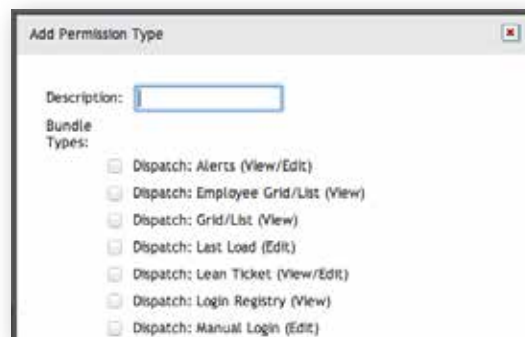 Add Permission Type
Description:
Bundle
Types:
Dispatch: Alerts (View/Edit)
Dispatch: Employee Grid/List (View)
Dispatch: Grid/List (View)
Dispatch: Last Load (Edit)
Dispatch: Lean Ticket (View/Edit)
Dispatch: Login Registry (View)
Dispatch: Manual Login (Edit)